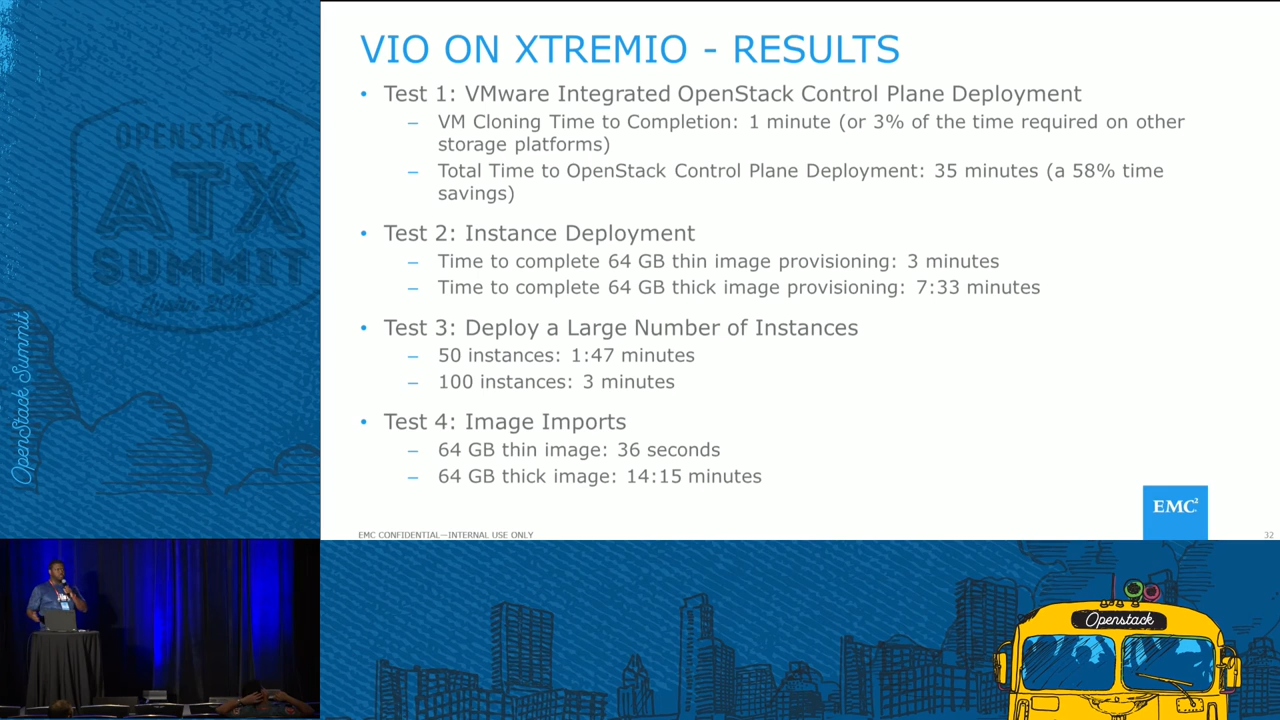 OPENSTACK
ATX
SUMMIT
OpenStack Summit
VIO ON XTREMIO - RESULTS
• Test 1: VMware Integrated OpenStack Control Plane Deployment
– VM Cloning Time to Completion: 1 minute (or 3% of the time required on other
storage platforms)
– Total Time to OpenStack Control Plane Deployment: 35 minutes (a 58% time
savings)
• Test 2: Instance Deployment
– Time to complete 64 GB thin image provisioning: 3 minutes
– Time to complete 64 GB thick image provisioning: 7:33 minutes
• Test 3: Deploy a Large Number of Instances
– 50 instances: 1:47 minutes
– 100 instances: 3 minutes
• Test 4: Image Imports
– 64 GB thin image: 36 seconds
– 64 GB thick image: 14:15 minutes
EMC²
EMC CONFIDENTIAL—INTERNAL USE ONLY
32
Openstack